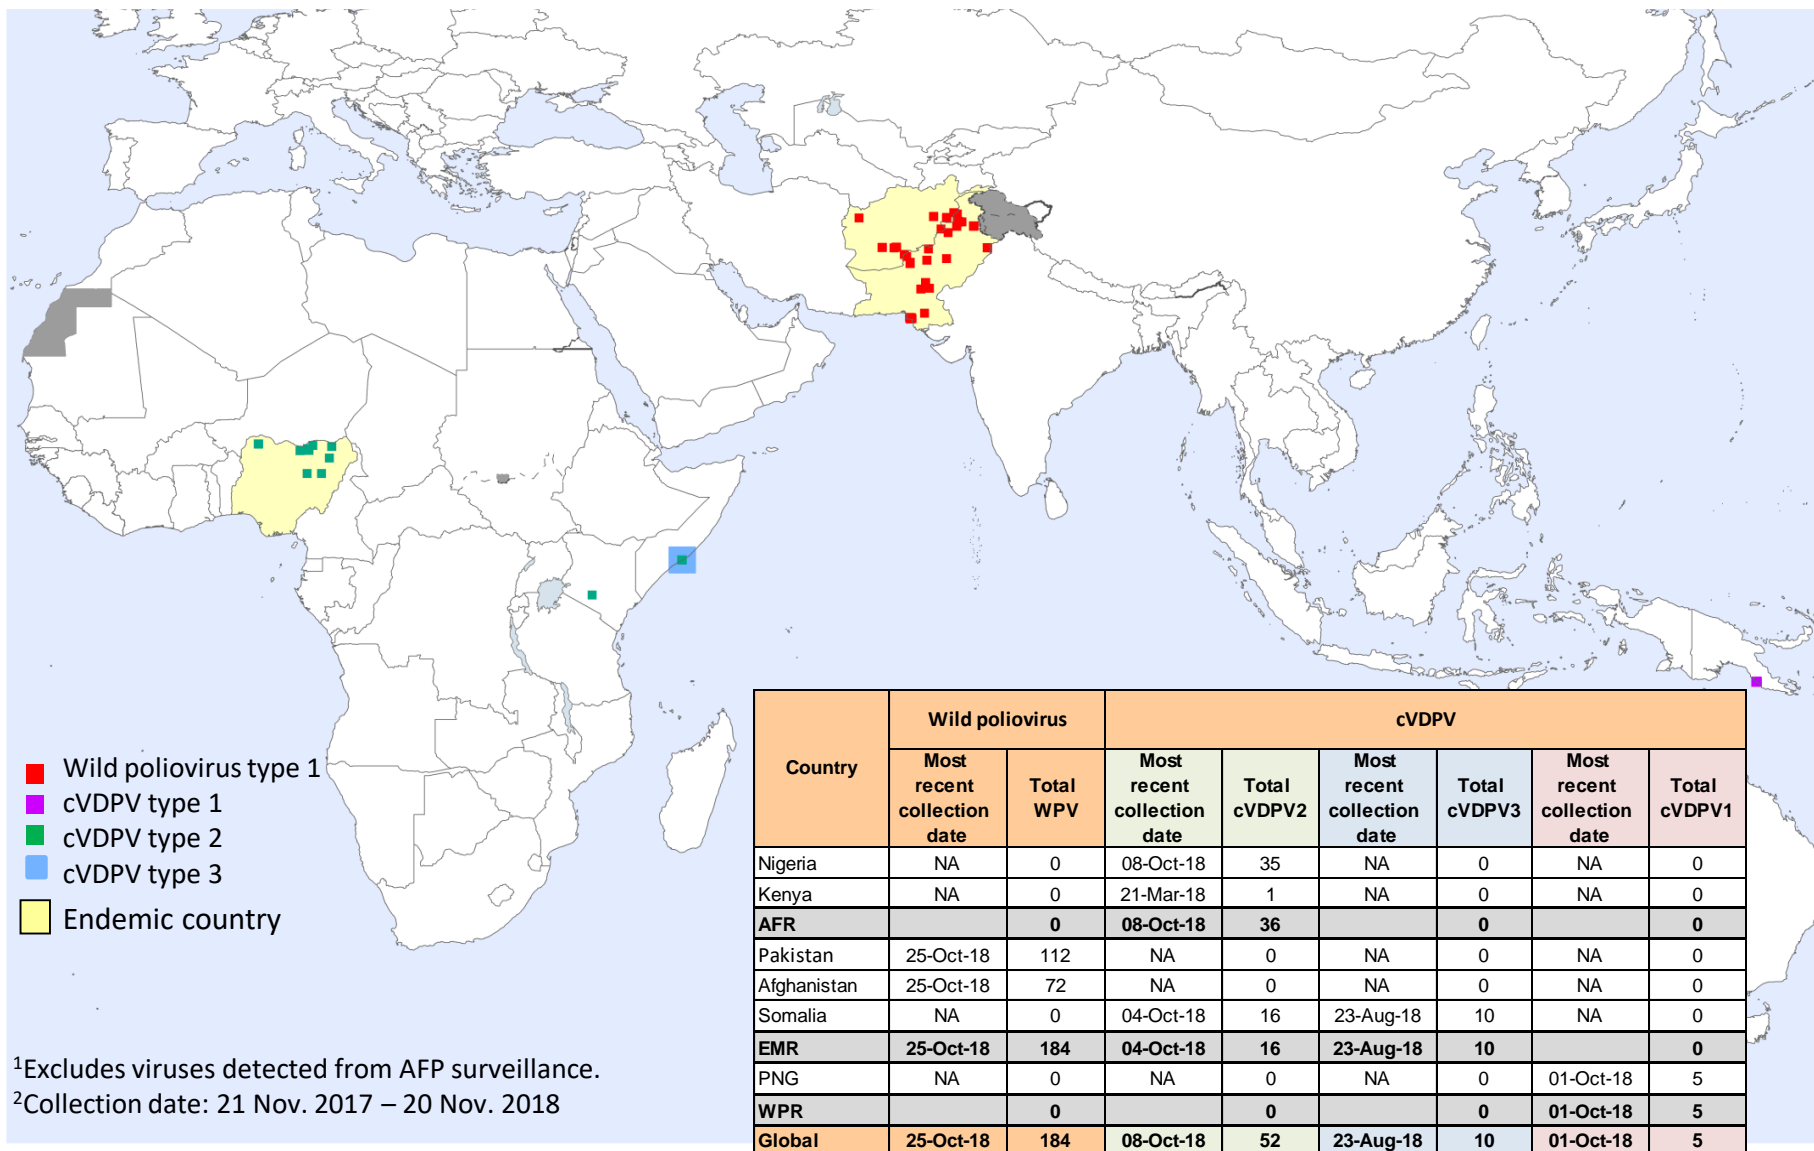 Wild poliovirus type 1
cVDPV type 1
cVDPV type 2
cVDPV type 3
Endemic country
¹Excludes viruses detected from AFP surveillance.
²Collection date: 21 Nov. 2017 – 20 Nov. 2018
Country Wild poliovirus cVDPV
Most recent collection date Total WPV Most recent collection date Total cVDPV2 Most recent collection date Total cVDPV3 Most recent collection date Total cVDPV1
Nigeria NA 0 08-Oct-18 35 NA 0 NA 0
Kenya NA 0 21-Mar-18 1 NA 0 NA 0
AFR 0 08-Oct-18 36 0 0
Pakistan 25-Oct-18 112 NA 0 NA 0 NA 0
Afghanistan 25-Oct-18 72 NA 0 NA 0 NA 0
Somalia NA 0 04-Oct-18 16 23-Aug-18 10 NA 0
EMR 25-Oct-18 184 04-Oct-18 16 23-Aug-18 10 0
PNG NA 0 NA 0 NA 0 01-Oct-18 5
WPR 0 0 0 01-Oct-18 5
Global 25-Oct-18 184 08-Oct-18 52 23-Aug-18 10 01-Oct-18 5